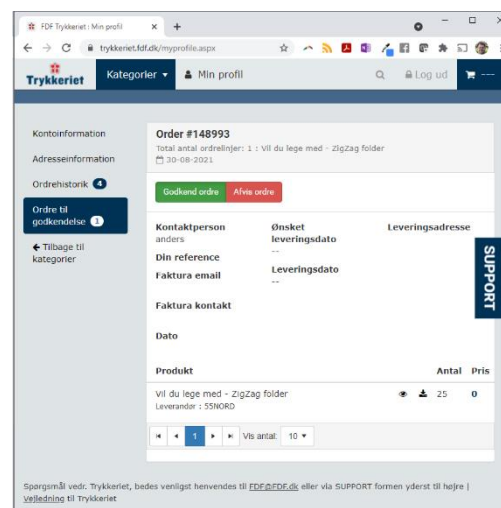 FDF Trykkeriet : Min profil
trykkeriet.fdf.dk/myprofile.aspx
Trykkeriet
Kategorier
Min profil
Log ud
---
Kontoinformation
Adresseinformation
Ordrehistorik 4
Ordre til
godkendelse 1
Tilbage til
kategorier
Order #148993
Total antal ordrelinjer: 1 : Vil du lege med - ZigZag folder
30-08-2021
Godkend ordre
Afvis ordre
Kontaktperson
anders
Din reference
Faktura email
Faktura kontakt
Dato
Ønsket
leveringsdato
--
Leveringsdato
--
Leveringsadresse
SUPPORT
Produkt Antal Pris
Vil du lege med - ZigZag folder 25 0
Leverandør : 55NORD
1 Vis antal: 10
Spørgsmål vedr. Trykkeriet, bedes venligst henvendes til FDF@FDF.dk eller via SUPPORT formen yderst til højre |
Vejledning til Trykkeriet